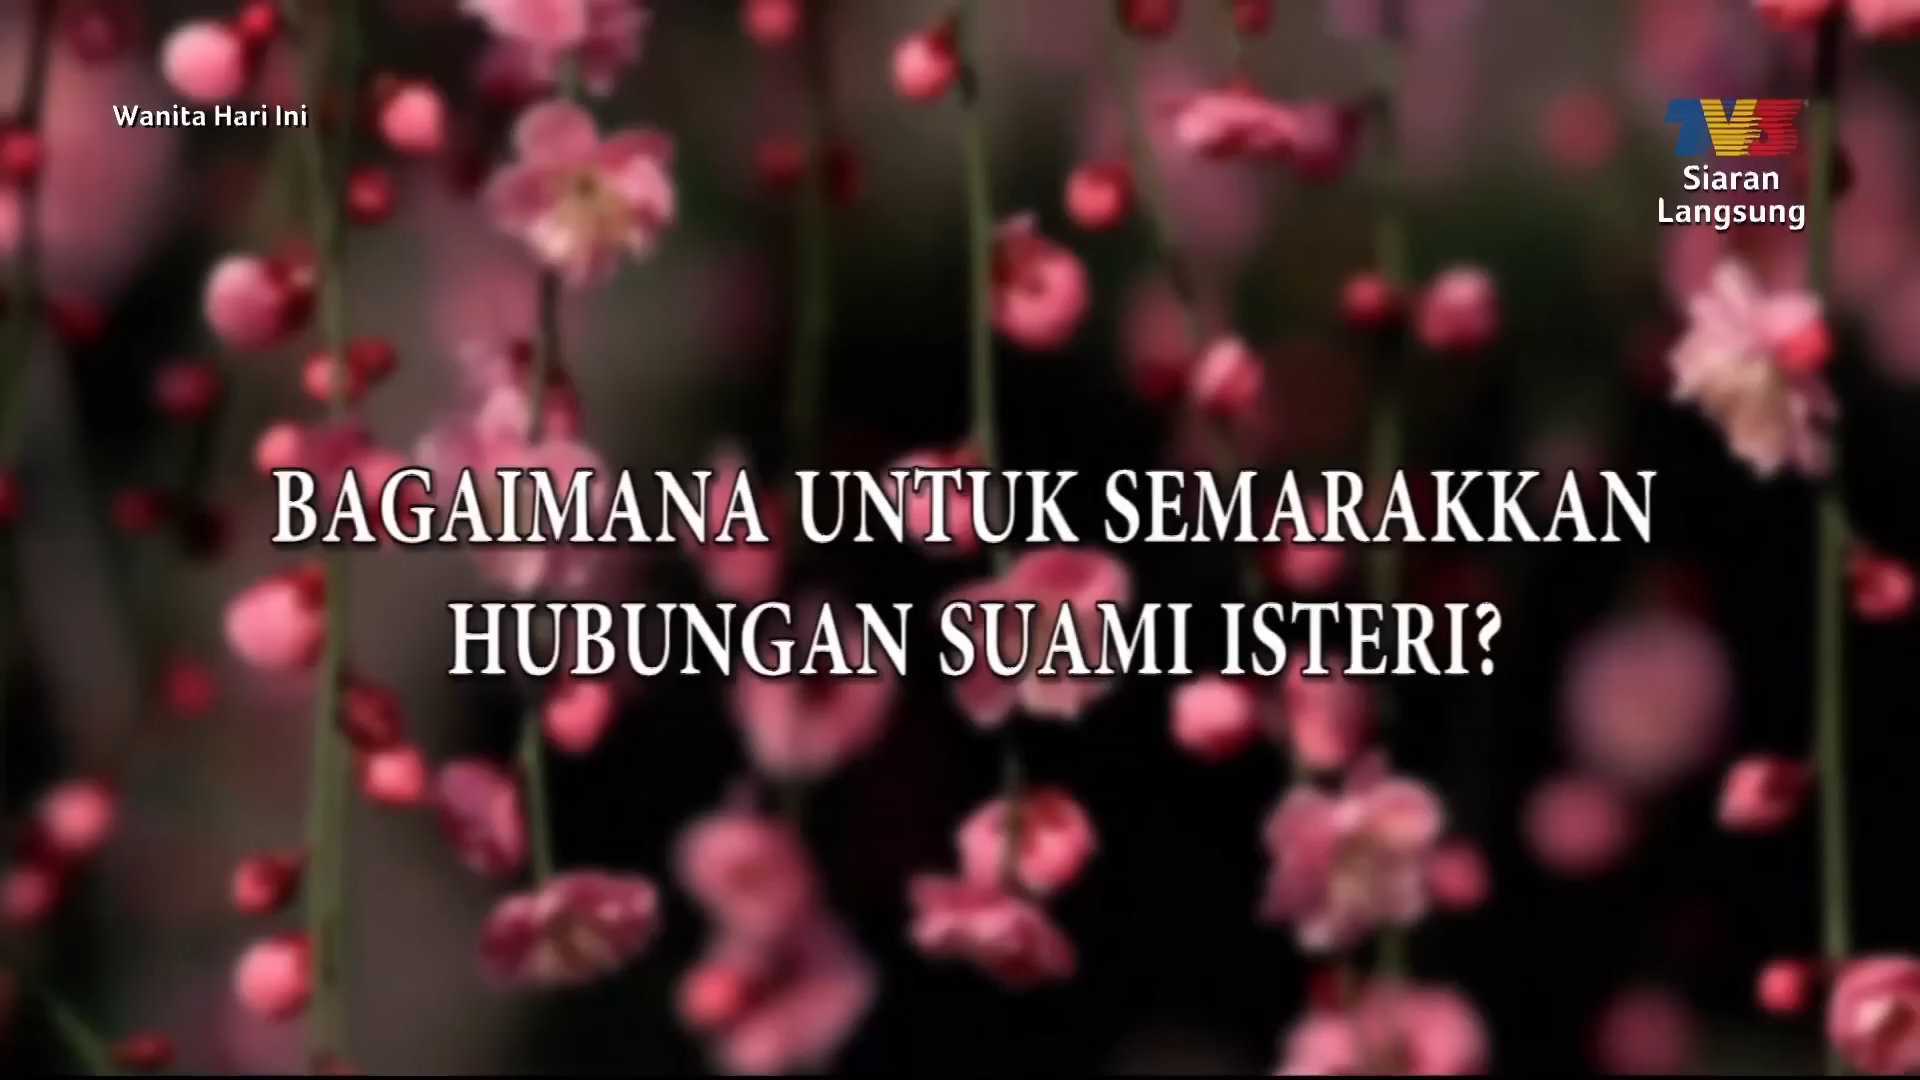 Wanita Hari Ini
TV3
Siaran
Langsung
BAGAIMANA UNTUK SEMARAKKAN
HUBUNGAN SUAMI ISTERI?